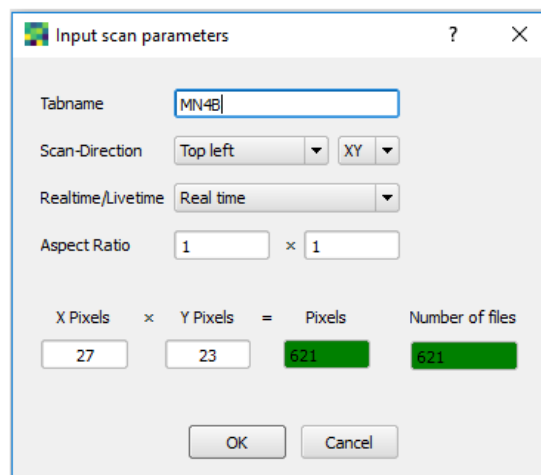 Input scan parameters ? ×
Tabname MN4B
Scan-Direction Top left XY
Realtime/Livetime Real time
Aspect Ratio 1 × 1
X Pixels × Y Pixels = Pixels Number of files
27 23 621 621
OK Cancel